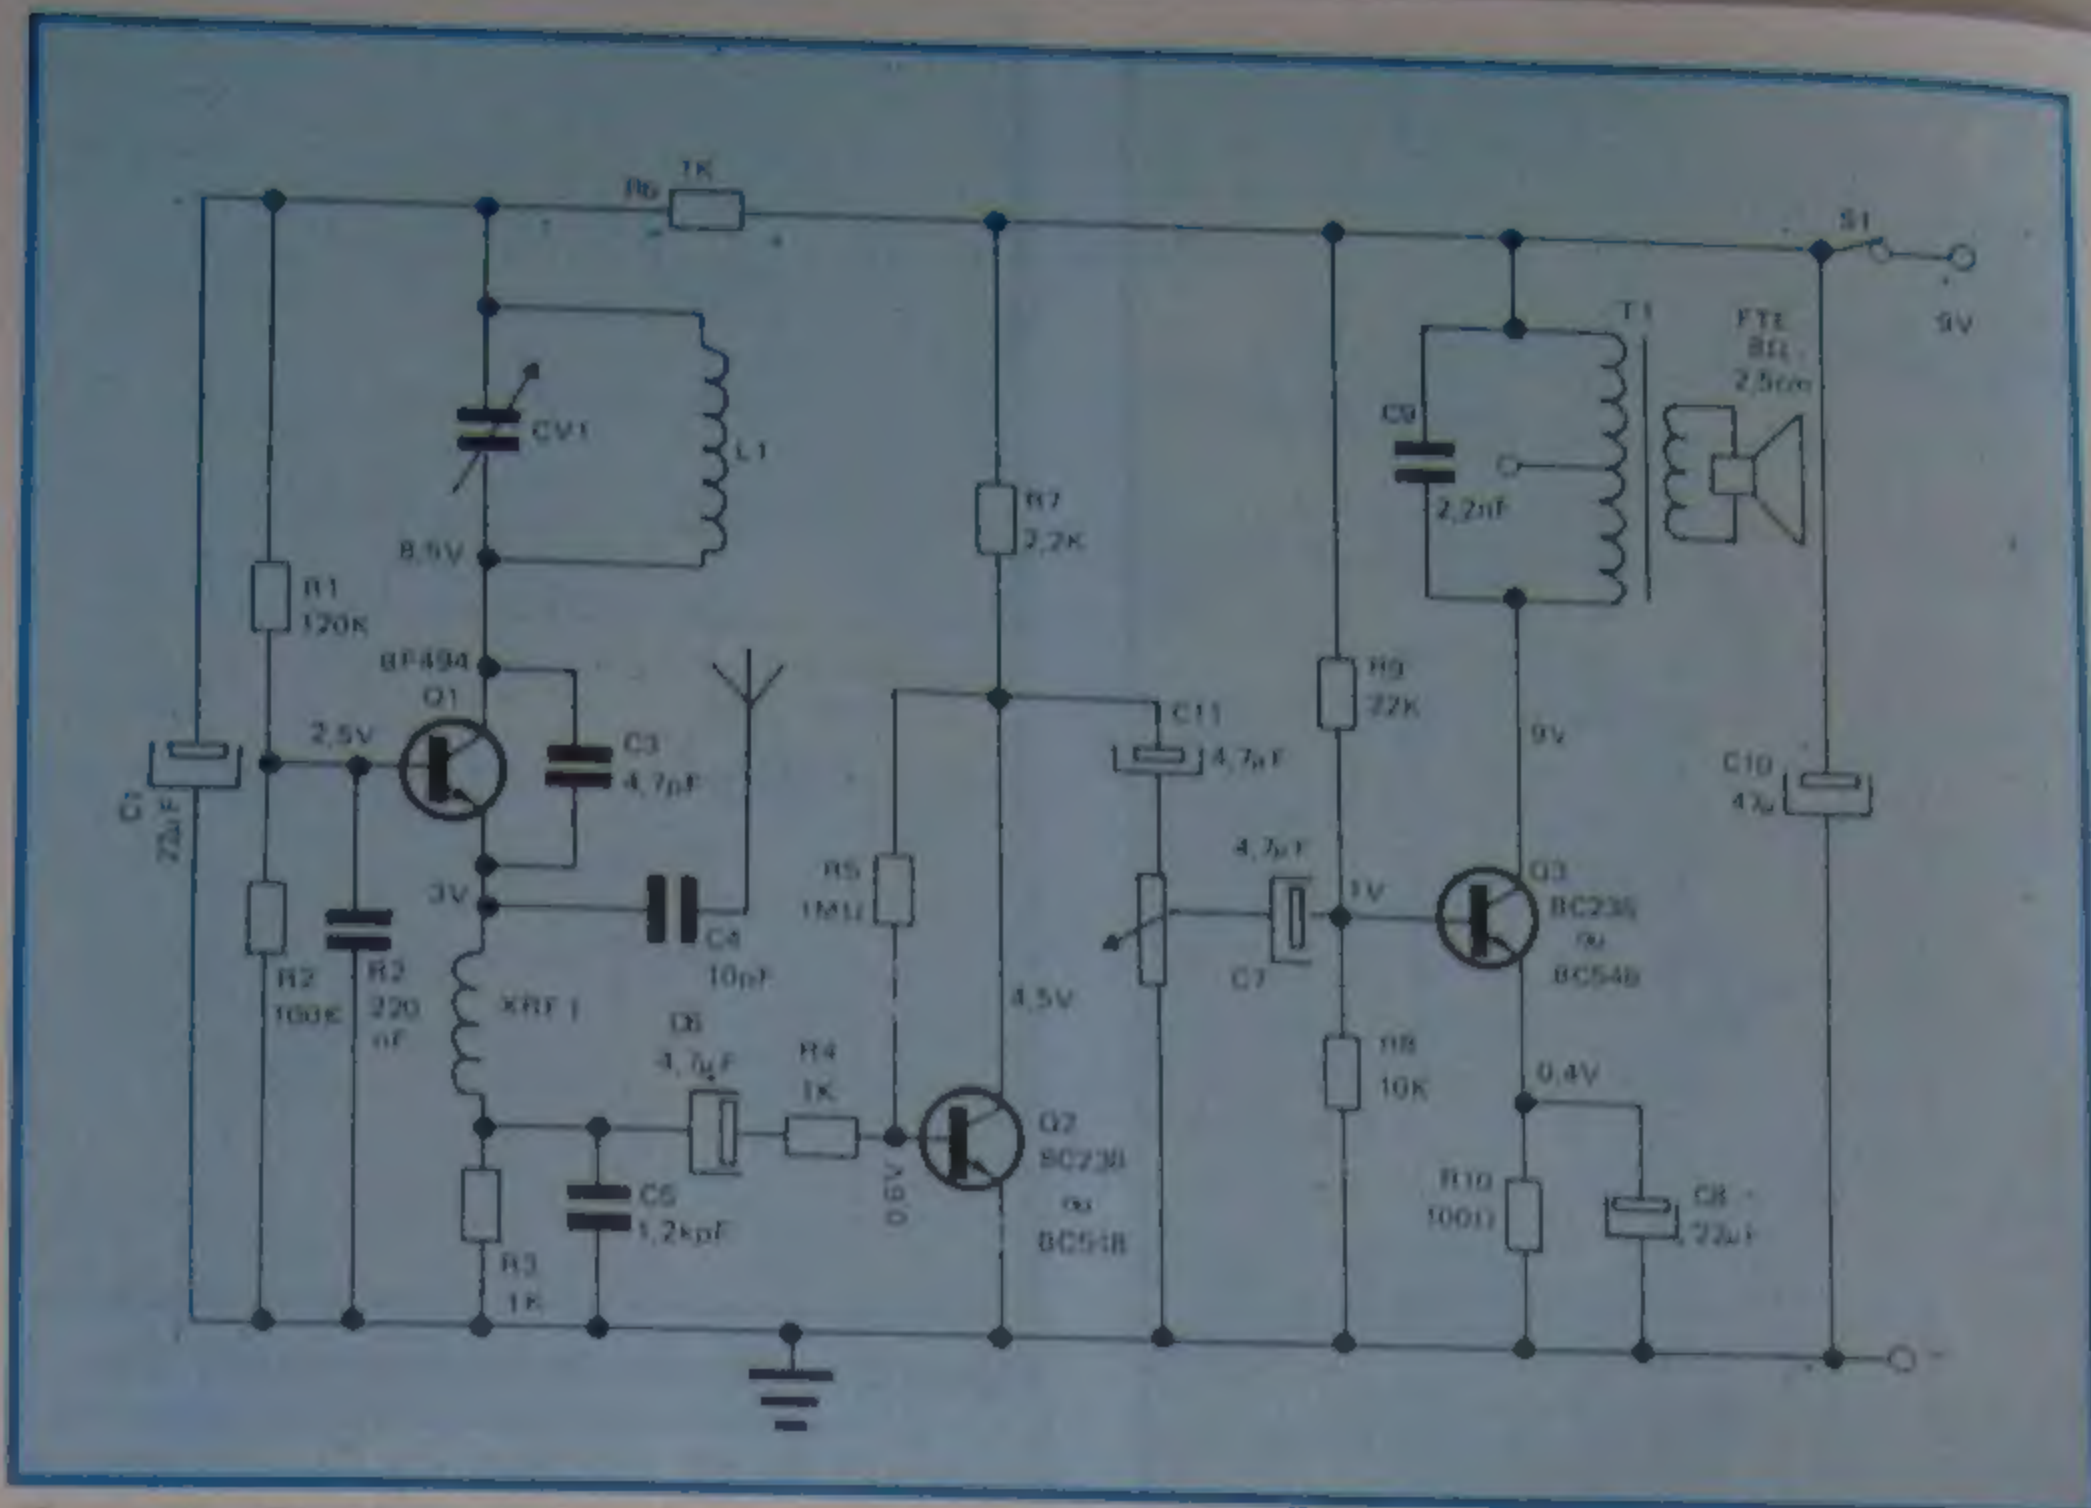 1K
R6
S1
9V
T1
FTE
8Ω
2,5cm
CV1
L1
C9
2,2nF
R7
2,2K
8,5V
R1
120K
BF494
Q1
2,5V
C3
4,7pF
C1
22µF
R9
22K
9V
C11
4,7µF
C10
47µ
R5
1MΩ
3V
C4
10pF
4,7µF
C7
1V
Q3
BC238
ou
BC548
R2
100K
R2
220
nF
XRF1
4,5V
C6
4,7µF
R4
1K
R8
10K
0,4V
Q2
BC238
ou
BC548
0,6V
C5
1,2kpF
R3
1K
R10
100Ω
C8
22µF